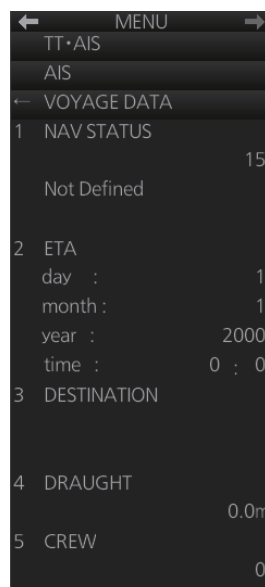 ← MENU →
TT•AIS
AIS
← VOYAGE DATA
1 NAV STATUS
15
Not Defined
2 ETA
day : 1
month : 1
year : 2000
time : 0 : 0
3 DESTINATION
4 DRAUGHT
0.0m
5 CREW
0